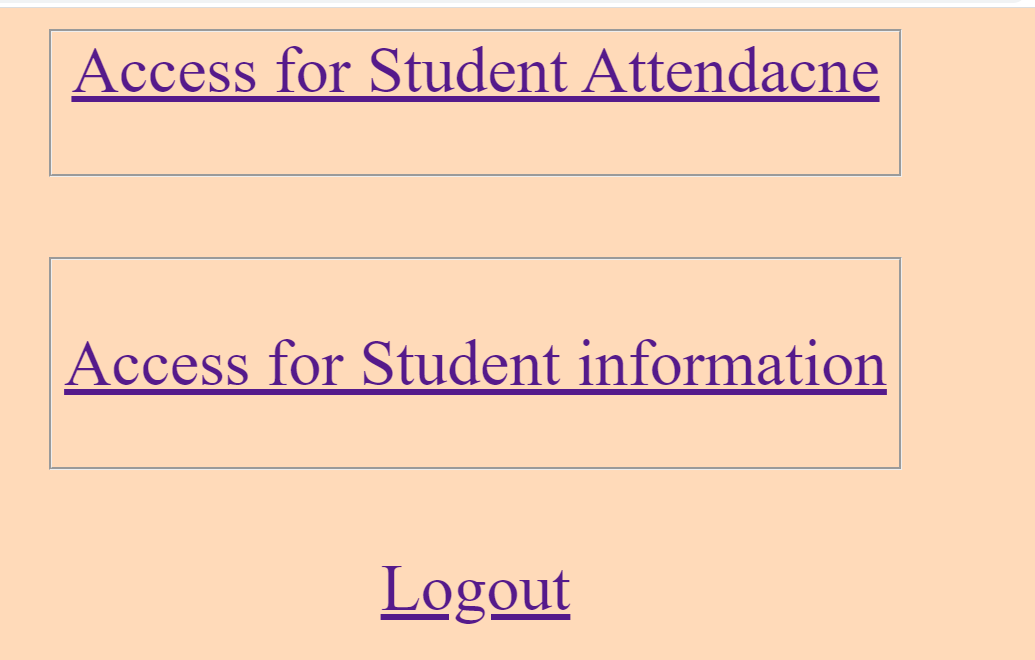 Access for Student Attendacne
Access for Student information
Logout